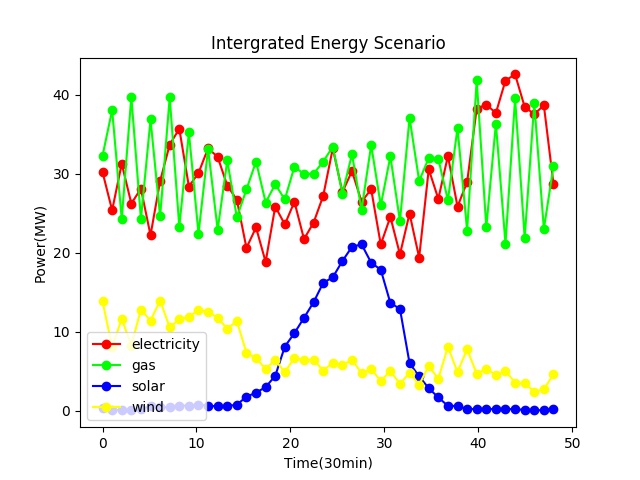 Intergrated Energy Scenario
Power(MW)
40
30
20
10
0
electricity
gas
solar
wind
0 10 20 30 40 50
Time(30min)